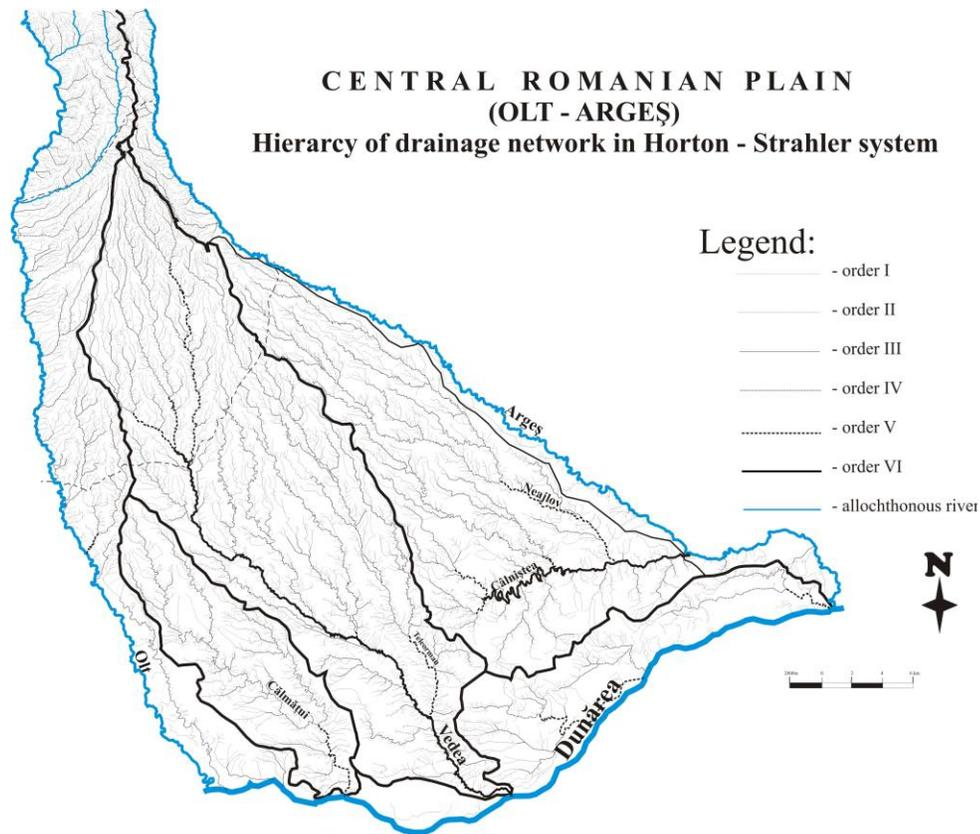 CENTRAL ROMANIAN PLAIN
(OLT - ARGEŞ)
Hierarcy of drainage network in Horton - Strahler system
Legend:
- order I
- order II
- order III
- order IV
- order V
- order VI
- allochthonous river
Argeş
Neajlov
Câlniştea
Teleorman
Olt
Călmăţui
Vedea
Dunărea
N